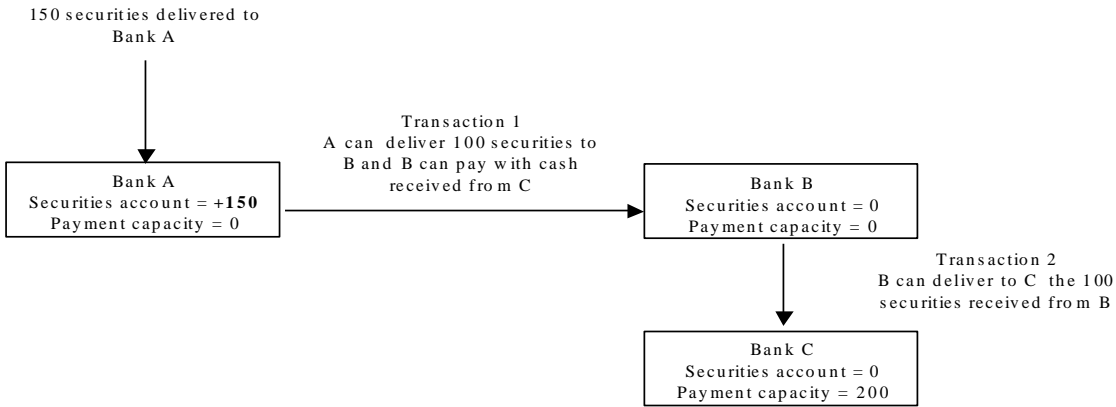 150 securities delivered to
Bank A
Transaction 1
A can deliver 100 securities to
B and B can pay with cash
received from C
Bank A
Securities account = +150
Payment capacity = 0
Bank B
Securities account = 0
Payment capacity = 0
Transaction 2
B can deliver to C the 100
securities received from B
Bank C
Securities account = 0
Payment capacity = 200